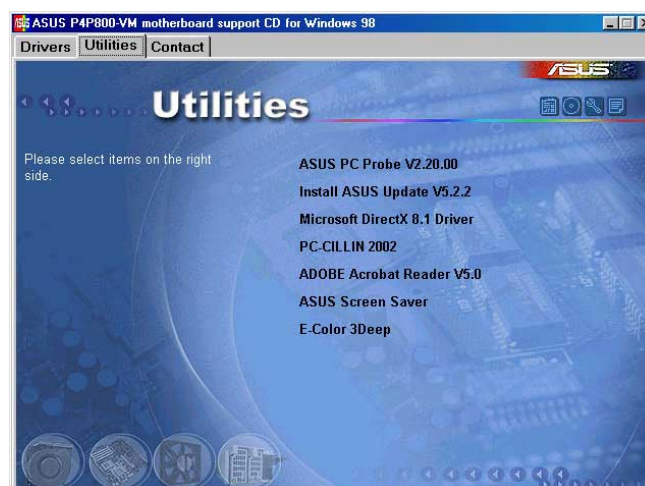 ASUS P4P800-VM motherboard support CD for Windows 98
Drivers Utilities Contact
ASUS
Utilities
Please select items on the right
side.
ASUS PC Probe V2.20.00
Install ASUS Update V5.2.2
Microsoft DirectX 8.1 Driver
PC-CILLIN 2002
ADOBE Acrobat Reader V5.0
ASUS Screen Saver
E-Color 3Deep